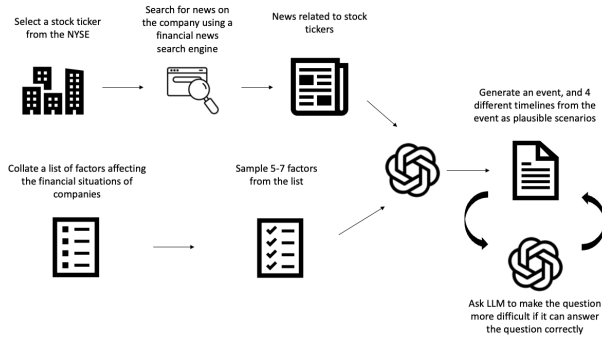 Select a stock ticker
from the NYSE
Search for news on
the company using a
financial news
search engine
News related to stock
tickers
Generate an event, and 4
different timelines from the
event as plausible scenarios
Collate a list of factors affecting
the financial situations of
companies
Sample 5-7 factors
from the list
Ask LLM to make the question
more difficult if it can answer
the question correctly